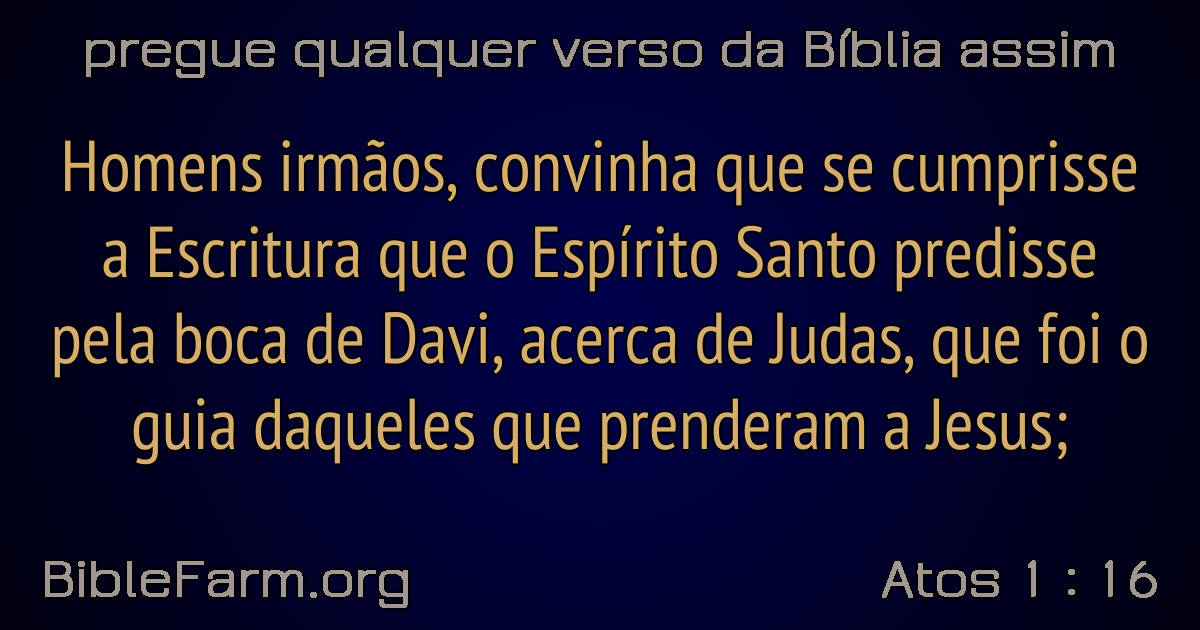 pregue qualquer verso da Bíblia assim
Homens irmãos, convinha que se cumprisse
a Escritura que o Espírito Santo predisse
pela boca de Davi, acerca de Judas, que foi o
guia daqueles que prenderam a Jesus;
BibleFarm.org
Atos 1 : 16